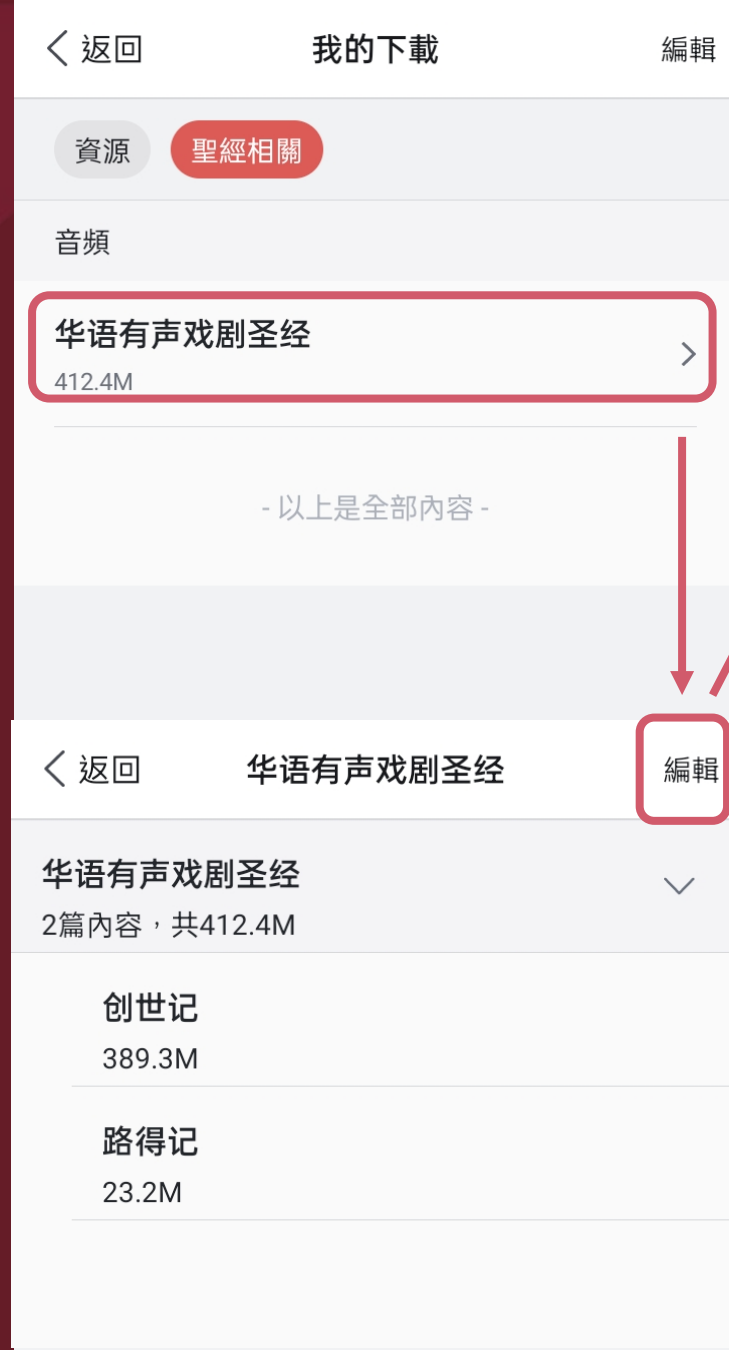 返回 我的下載 編輯
資源 聖經相關
音頻
华语有声戏剧圣经
412.4M
- 以上是全部內容 -
返回 华语有声戏剧圣经 編輯
华语有声戏剧圣经
2篇內容，共412.4M
创世记
389.3M
路得记
23.2M